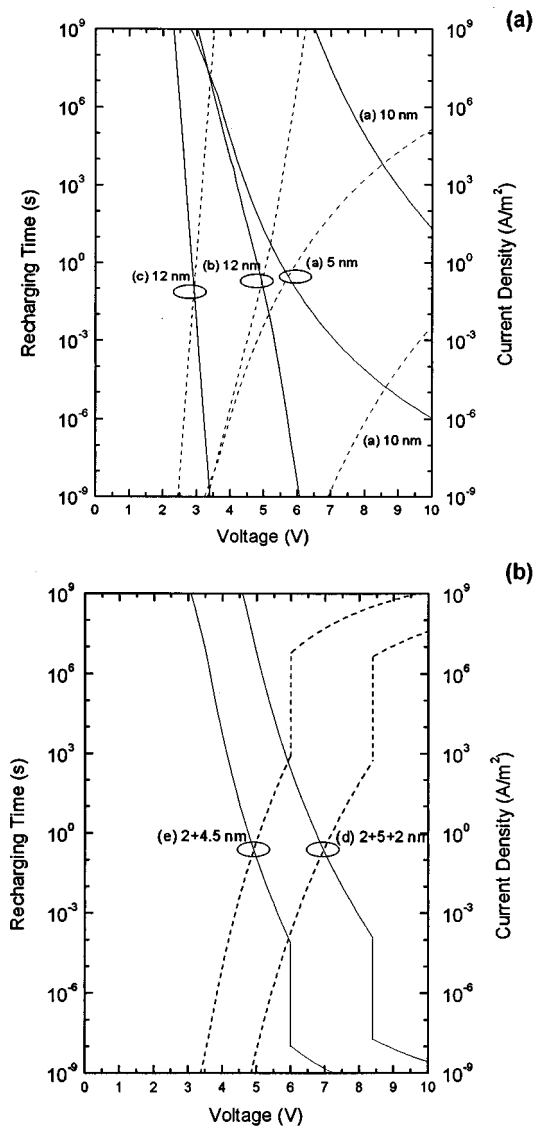 (a)
10⁹ 10⁹
10⁶ 10⁶
10³ 10³
10⁰ 10⁰
10⁻³ 10⁻³
10⁻⁶ 10⁻⁶
10⁻⁹ 10⁻⁹
Recharging Time (s)
Current Density (A/m²)
(a) 10 nm
(c) 12 nm
(b) 12 nm
(a) 5 nm
(a) 10 nm
0 1 2 3 4 5 6 7 8 9 10
Voltage (V)
(b)
10⁹ 10⁹
10⁶ 10⁶
10³ 10³
10⁰ 10⁰
10⁻³ 10⁻³
10⁻⁶ 10⁻⁶
10⁻⁹ 10⁻⁹
Recharging Time (s)
Current Density (A/m²)
(e) 2+4.5 nm
(d) 2+5+2 nm
0 1 2 3 4 5 6 7 8 9 10
Voltage (V)